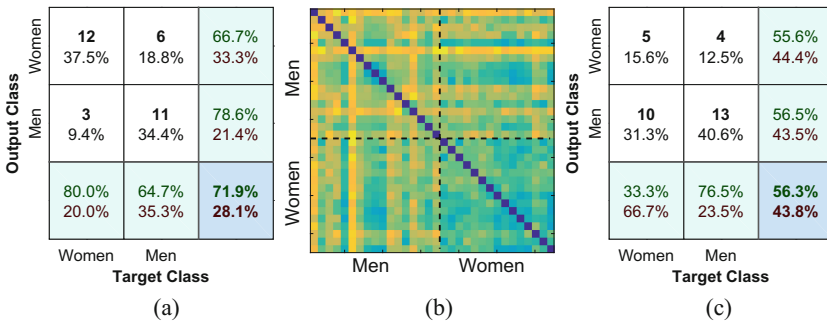 Output Class
Women
Men
12 6 66.7%
37.5% 18.8% 33.3%
3 11 78.6%
9.4% 34.4% 21.4%
80.0% 64.7% 71.9%
20.0% 35.3% 28.1%
Women Men
Target Class
(a)
Men
Women
Men Women
(b)
Output Class
Women
Men
5 4 55.6%
15.6% 12.5% 44.4%
10 13 56.5%
31.3% 40.6% 43.5%
33.3% 76.5% 56.3%
66.7% 23.5% 43.8%
Women Men
Target Class
(c)